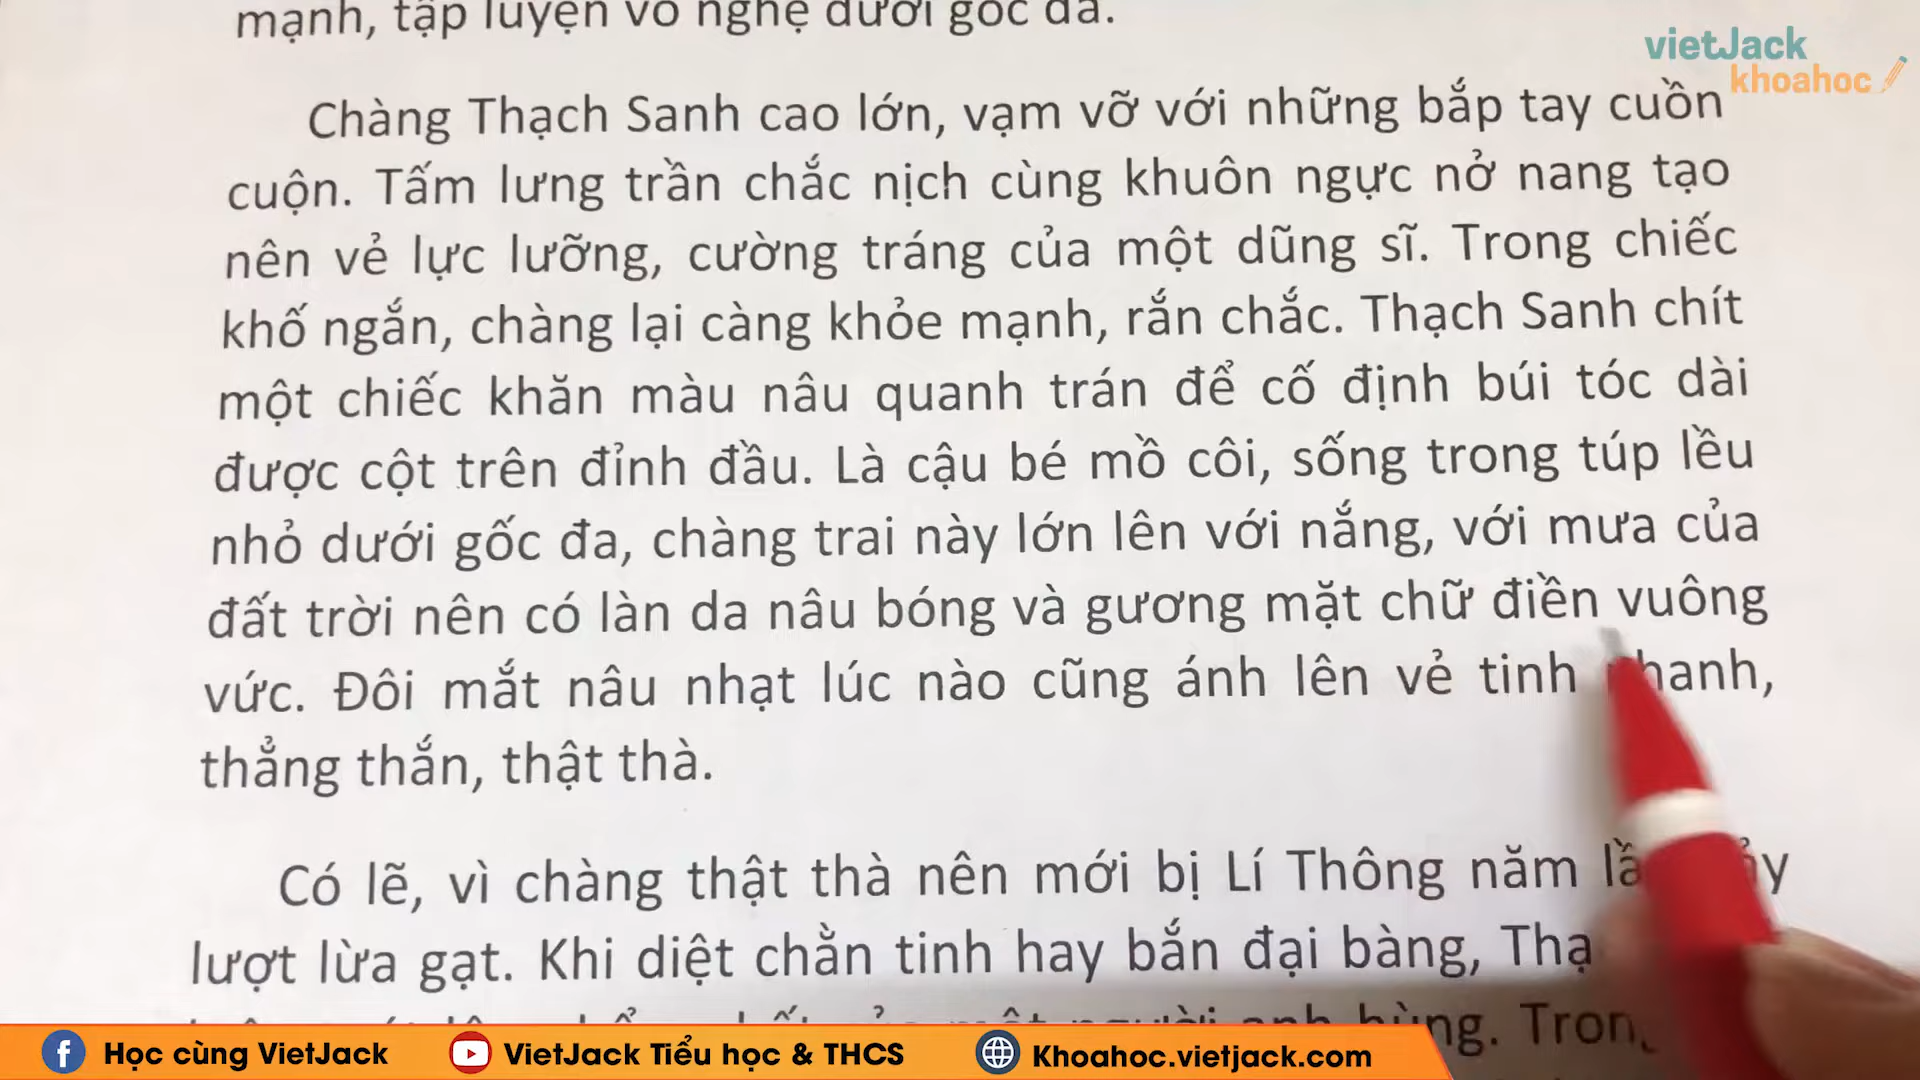 mạnh, tập luyện võ nghệ dưới gốc đa.
vietJack
khoahoc
Chàng Thạch Sanh cao lớn, vạm vỡ với những bắp tay cuồn
cuộn. Tấm lưng trần chắc nịch cùng khuôn ngực nở nang tạo
nên vẻ lực lưỡng, cường tráng của một dũng sĩ. Trong chiếc
khố ngắn, chàng lại càng khỏe mạnh, rắn chắc. Thạch Sanh chít
một chiếc khăn màu nâu quanh trán để cố định búi tóc dài
được cột trên đỉnh đầu. Là cậu bé mồ côi, sống trong túp lều
nhỏ dưới gốc đa, chàng trai này lớn lên với nắng, với mưa của
đất trời nên có làn da nâu bóng và gương mặt chữ điền vuông
vức. Đôi mắt nâu nhạt lúc nào cũng ánh lên vẻ tinh nhanh,
thẳng thắn, thật thà.
Có lẽ, vì chàng thật thà nên mới bị Lí Thông năm lần
lượt lừa gạt. Khi diệt chằn tinh hay bắn đại bàng,
một người anh hùng.
Học cùng VietJack
VietJack Tiểu học & THCS
Khoahoc.vietjack.com